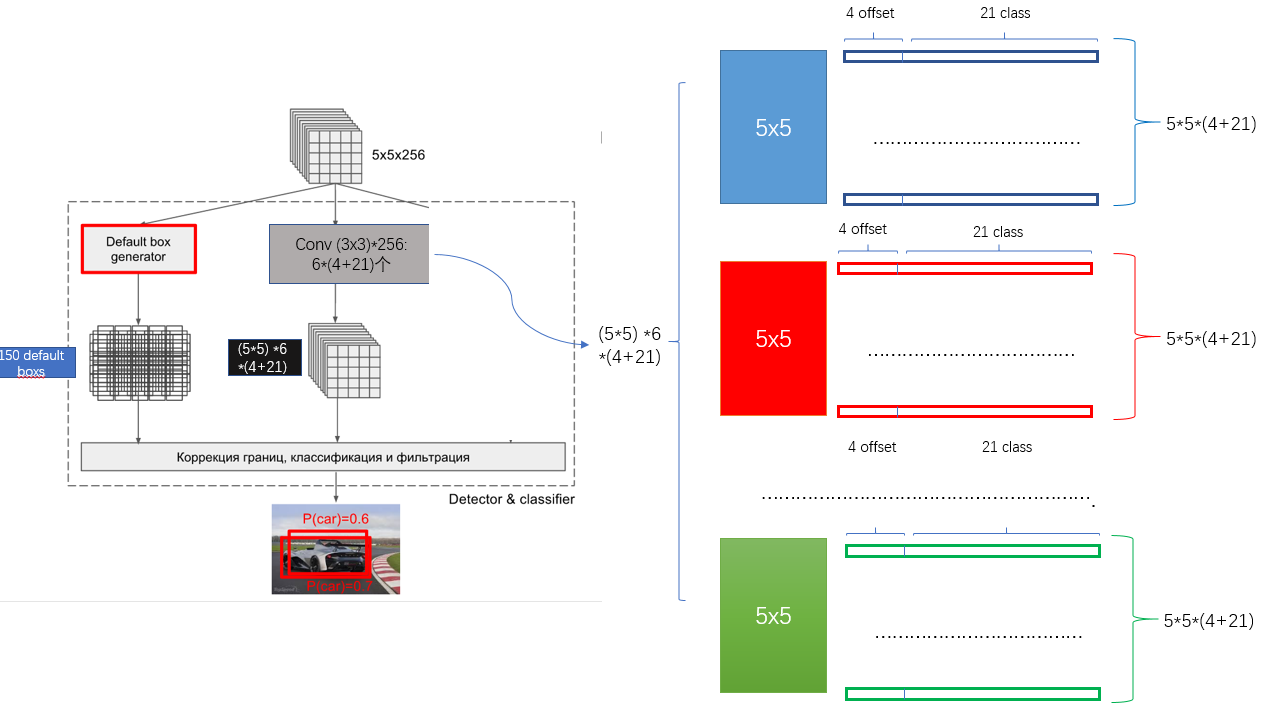 5x5x256
Default box
generator
Conv (3x3)*256:
6*(4+21)个
150 default
boxs
(5*5) *6
*(4+21)
Коррекция границ, классификация и фильтрация
Detector & classifier
P(car)=0.6
(5*5) *6
*(4+21)
4 offset
21 class
5x5
5*5*(4+21)
4 offset
21 class
5x5
5*5*(4+21)
4 offset
21 class
5x5
5*5*(4+21)